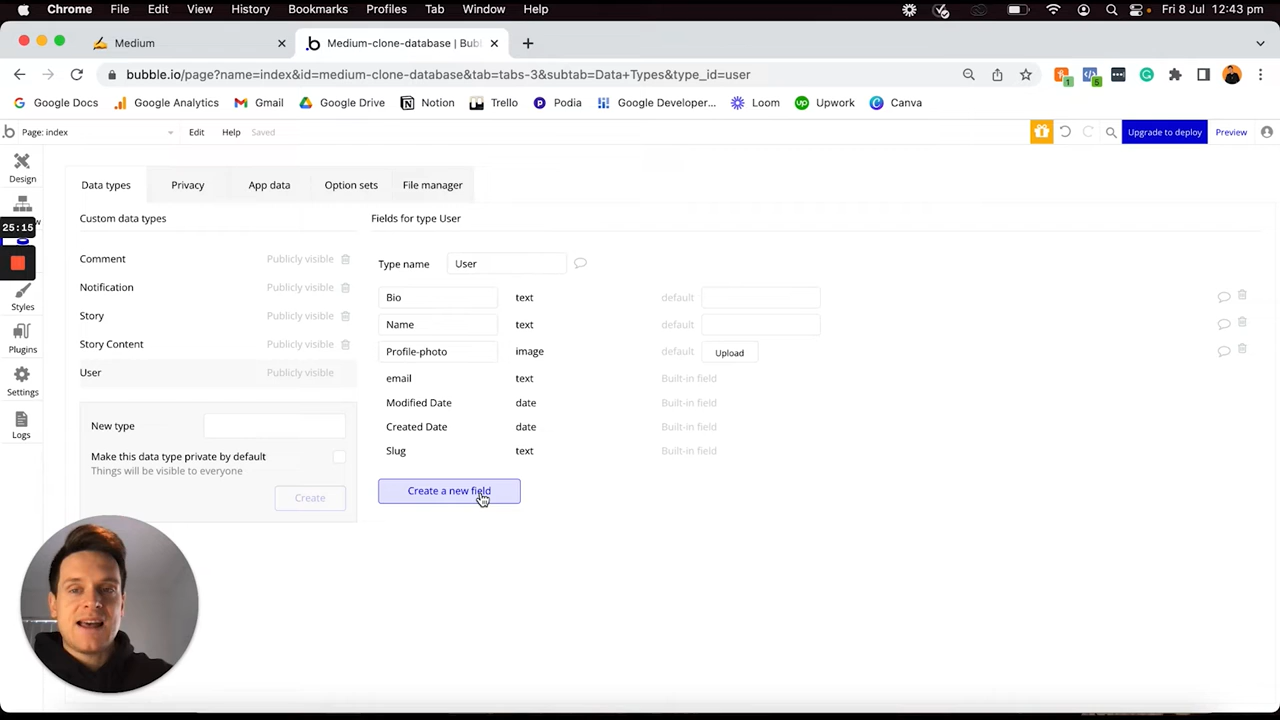 Chrome File Edit View History Bookmarks Profiles Tab Window Help Fri 8 Jul 12:43 pm
Medium Medium-clone-database | Bub
bubble.io/page?name=index&id=medium-clone-database&tab=tabs-3&subtab=Data+Types&type_id=user
Google Docs Google Analytics Gmail Google Drive Notion Trello Podia Google Developer... Loom Upwork Canva
Page: index Edit Help Saved Upgrade to deploy Preview
Design
25:15
Styles
Plugins
Settings
Logs
Data types Privacy App data Option sets File manager
Custom data types
Comment Publicly visible
Notification Publicly visible
Story Publicly visible
Story Content Publicly visible
User Publicly visible
New type
Make this data type private by default
Things will be visible to everyone
Create
Fields for type User
Type name User
Bio text default
Name text default
Profile-photo image default Upload
email text Built-in field
Modified Date date Built-in field
Created Date date Built-in field
Slug text Built-in field
Create a new field